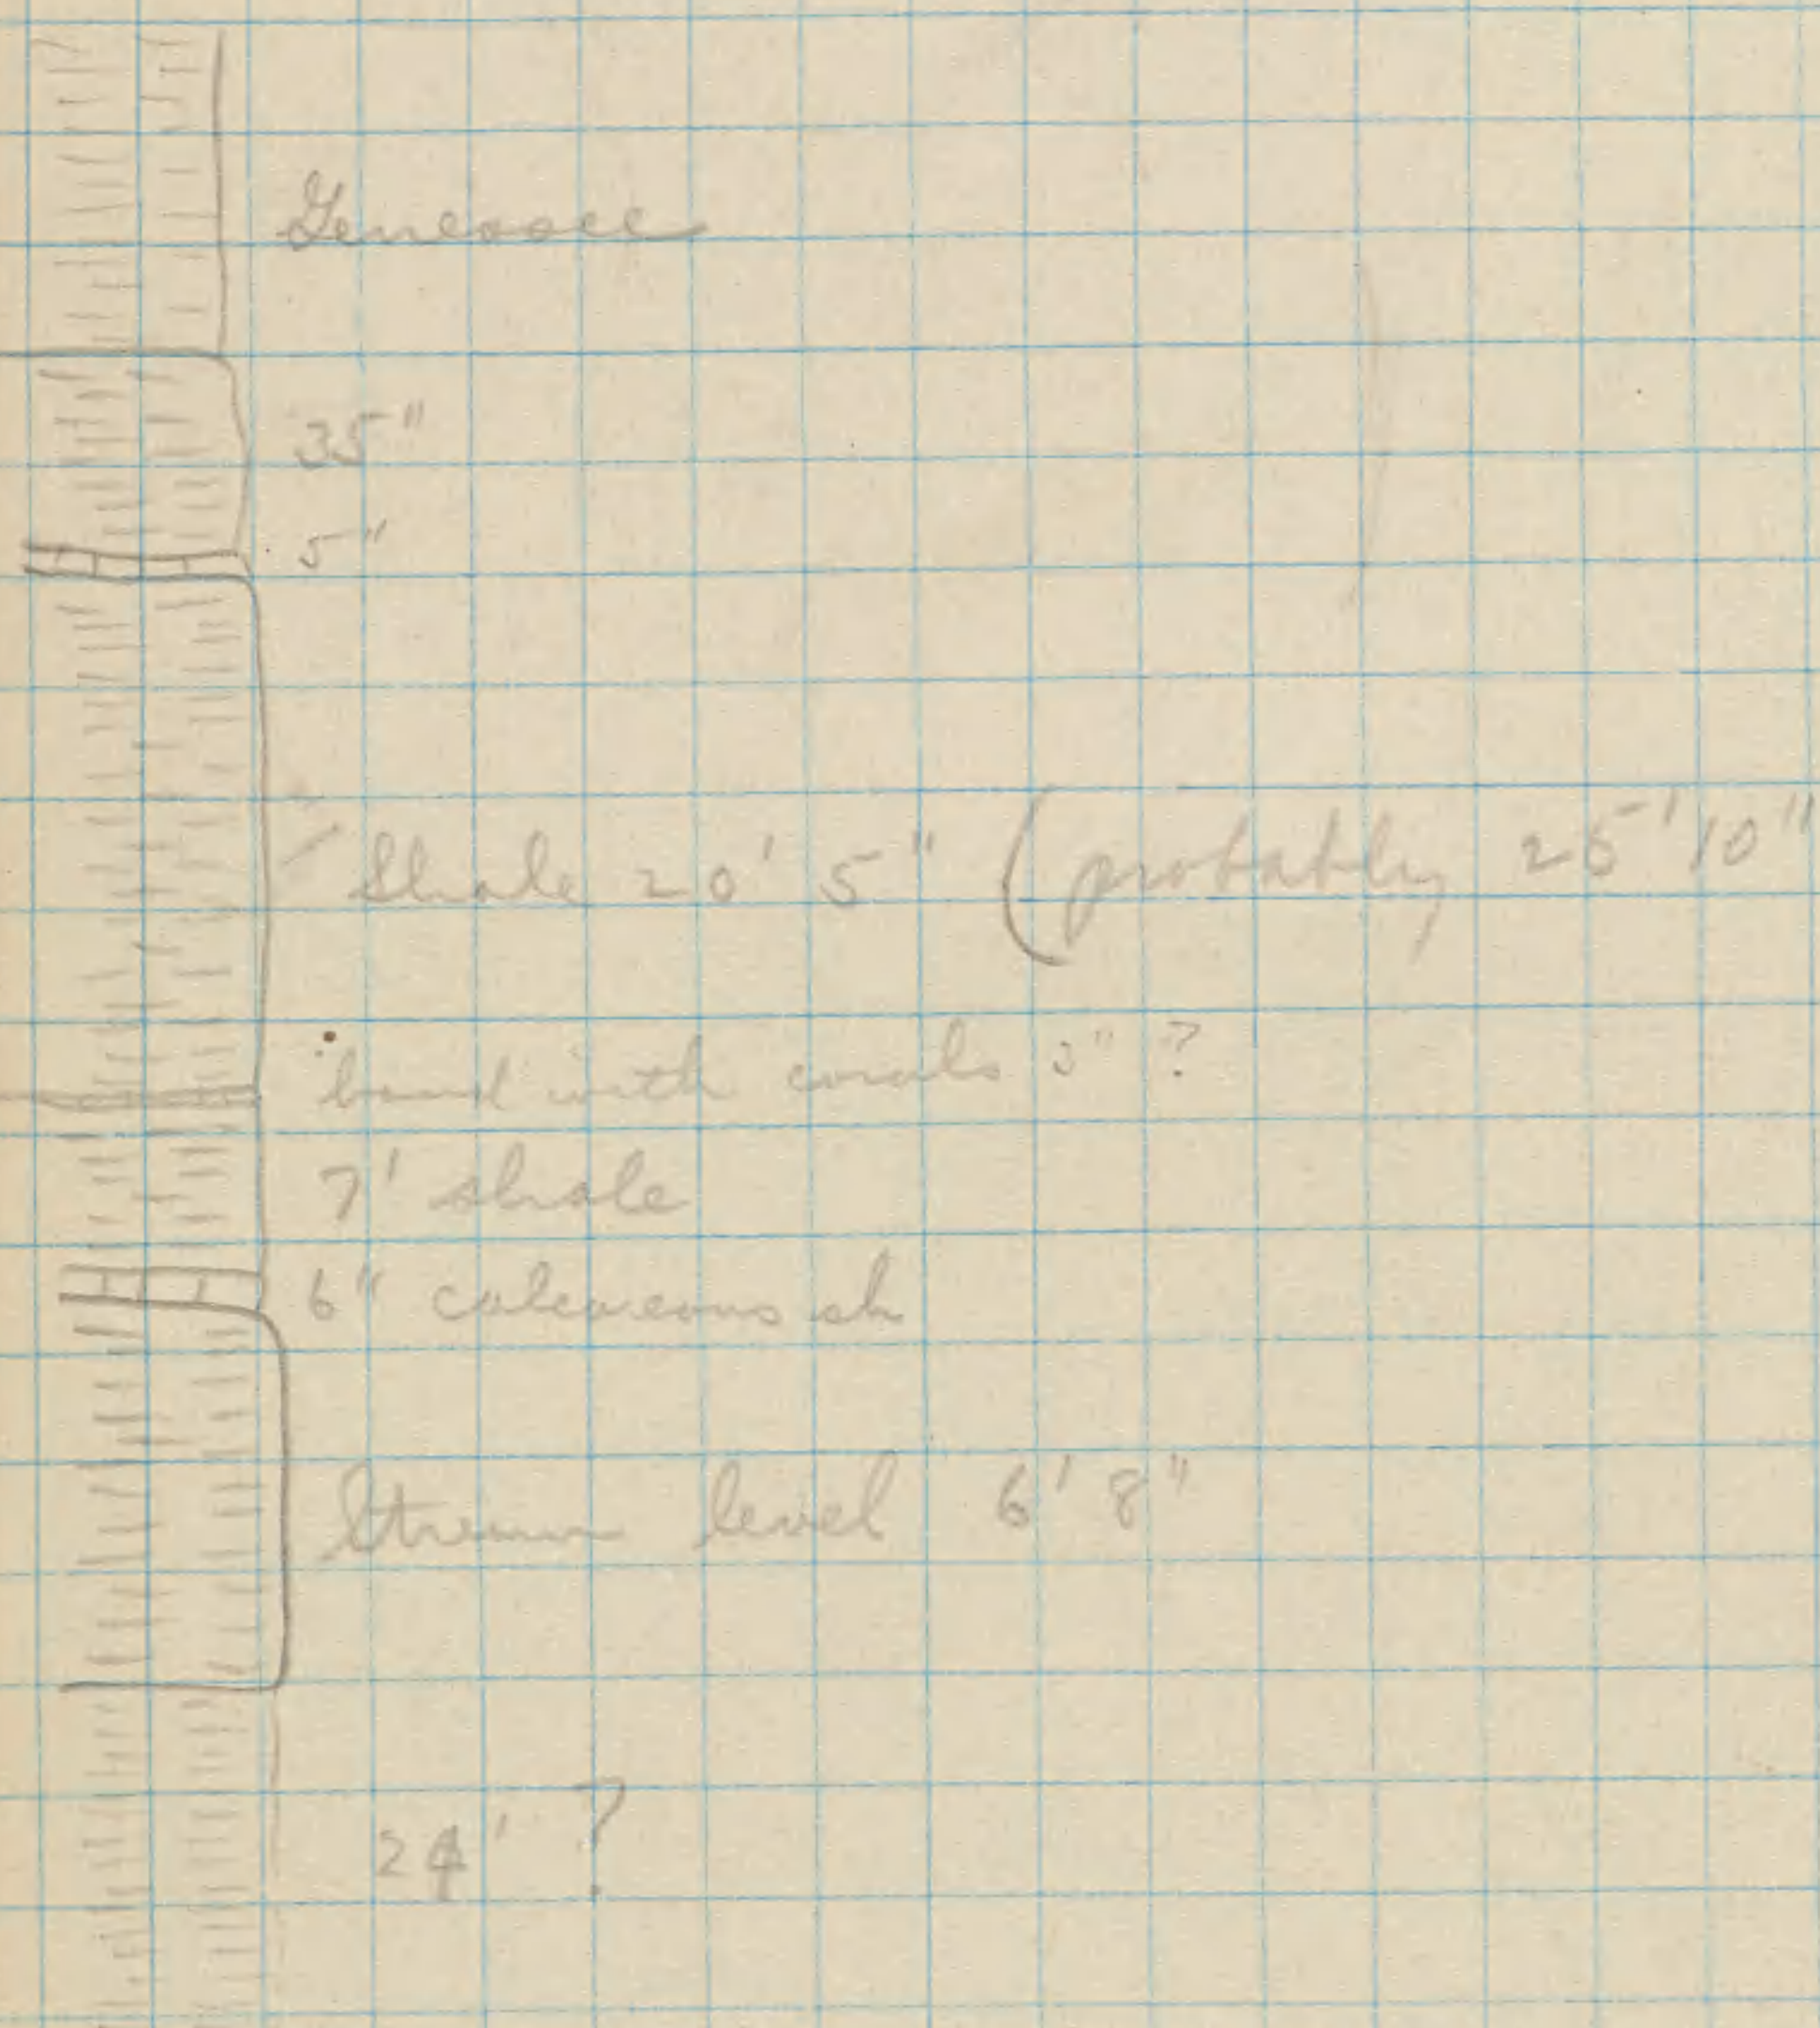 Genessee
35"
5"
Shale 20' 5" (probably 25' 10"
band with corals 3" ?
7' shale
6" calcareous sh
Stream level 6' 8"
24' ?